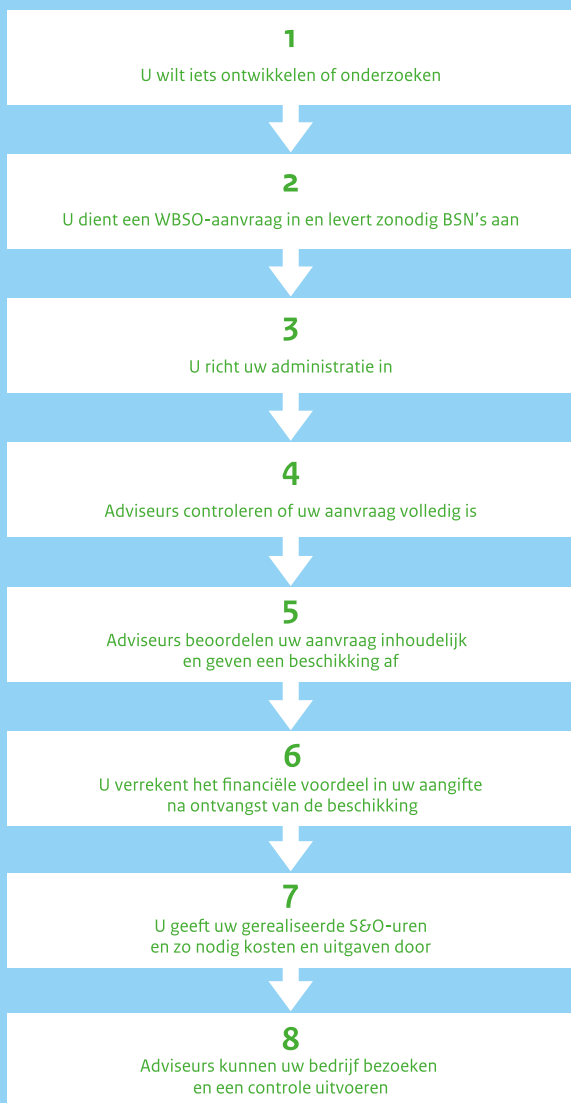 1
U wilt iets ontwikkelen of onderzoeken
2
U dient een WBSO-aanvraag in en levert zonodig BSN's aan
3
U richt uw administratie in
4
Adviseurs controleren of uw aanvraag volledig is
5
Adviseurs beoordelen uw aanvraag inhoudelijk
en geven een beschikking af
6
U verrekent het financiële voordeel in uw aangifte
na ontvangst van de beschikking
7
U geeft uw gerealiseerde S&O-uren
en zo nodig kosten en uitgaven door
8
Adviseurs kunnen uw bedrijf bezoeken
en een controle uitvoeren